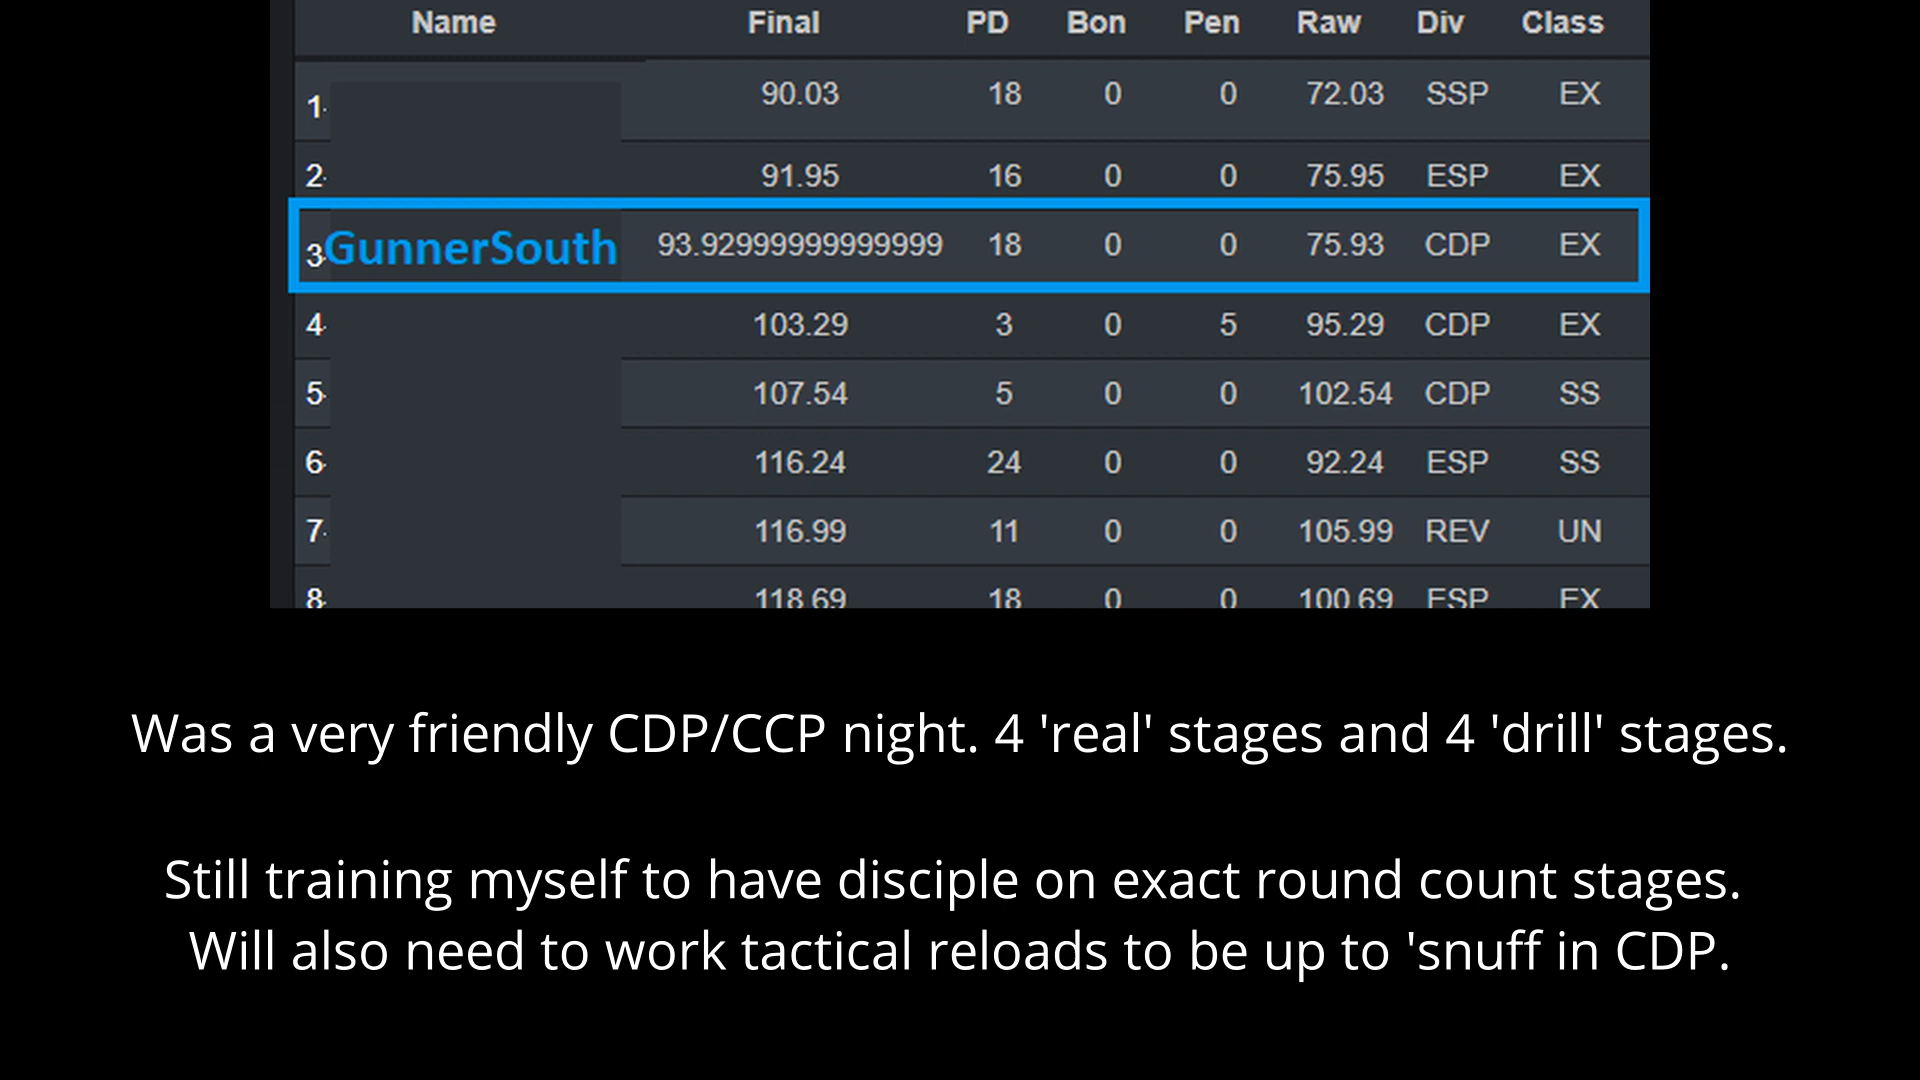 Name Final PD Bon Pen Raw Div Class
1 90.03 18 0 0 72.03 SSP EX
2 91.95 16 0 0 75.95 ESP EX
3 GunnerSouth 93.92999999999999 18 0 0 75.93 CDP EX
4 103.29 3 0 5 95.29 CDP EX
5 107.54 5 0 0 102.54 CDP SS
6 116.24 24 0 0 92.24 ESP SS
7 116.99 11 0 0 105.99 REV UN
8 118.69 18 0 0 100.69 ESP EX
Was a very friendly CDP/CCP night. 4 'real' stages and 4 'drill' stages.
Still training myself to have disciple on exact round count stages.
Will also need to work tactical reloads to be up to 'snuff in CDP.